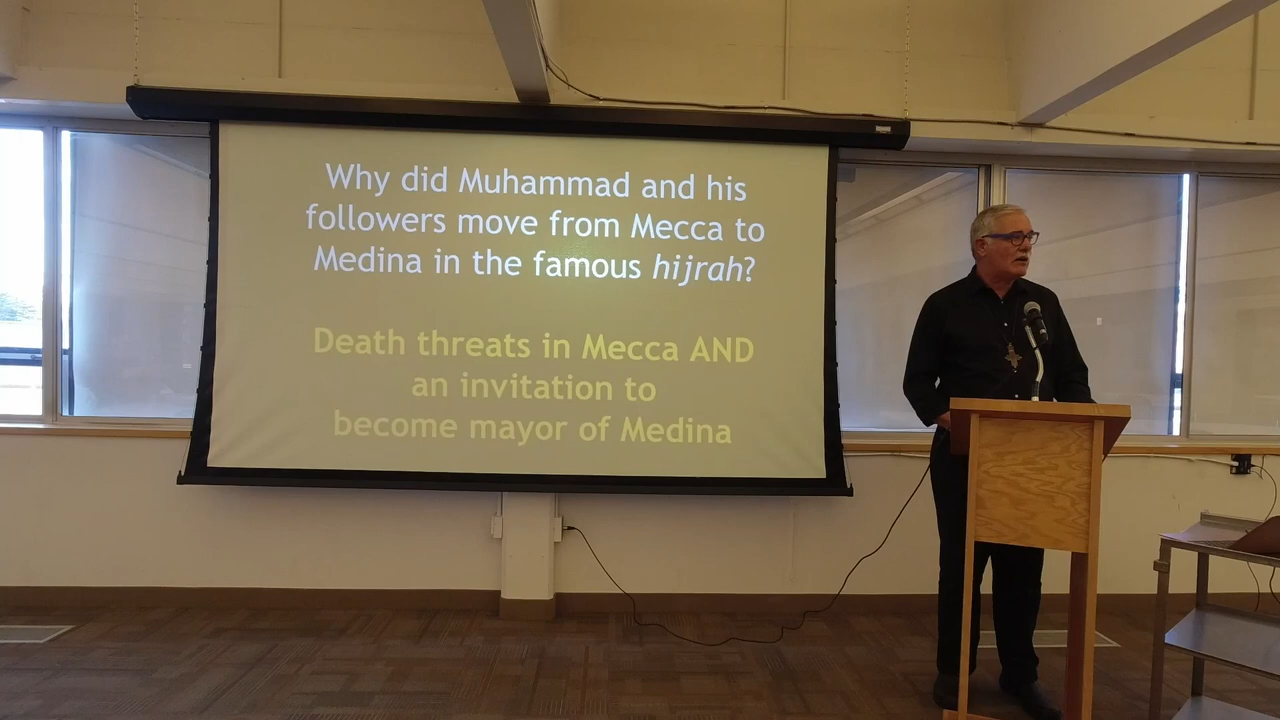 Why did Muhammad and his
followers move from Mecca to
Medina in the famous hijrah?
Death threats in Mecca AND
an invitation to
become mayor of Medina